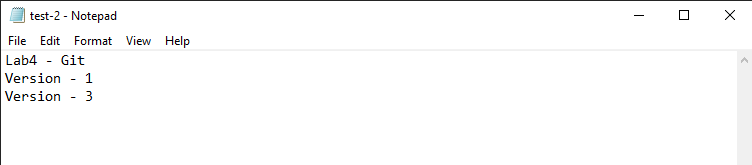 test-2 - Notepad
File Edit Format View Help
Lab4 - Git
Version - 1
Version - 3